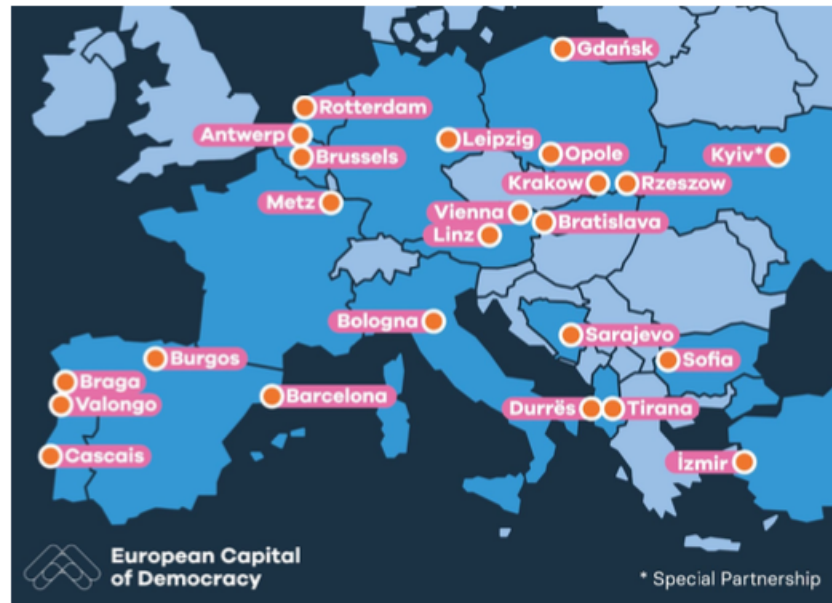 Gdańsk
Rotterdam
Antwerp
Leipzig
Brussels
Opole
Kyiv*
Krakow
Rzeszow
Metz
Vienna
Bratislava
Linz
Bologna
Sarajevo
Burgos
Sofia
Braga
Barcelona
Valongo
Durrës
Tirana
Cascais
İzmir
European Capital
of Democracy
* Special Partnership